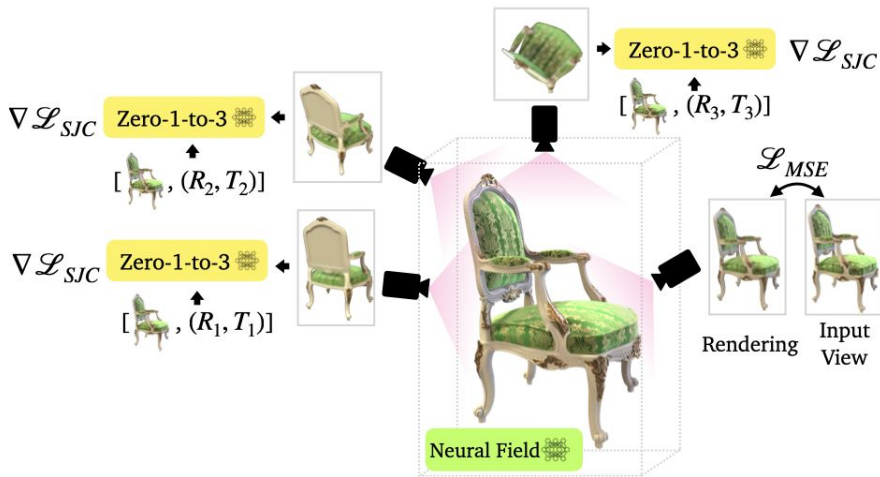 Zero-1-to-3
∇ℒ_SJC
[ , (R_3, T_3)]
∇ℒ_SJC
Zero-1-to-3
[ , (R_2, T_2)]
ℒ_MSE
∇ℒ_SJC
Zero-1-to-3
[ , (R_1, T_1)]
Rendering
Input
View
Neural Field